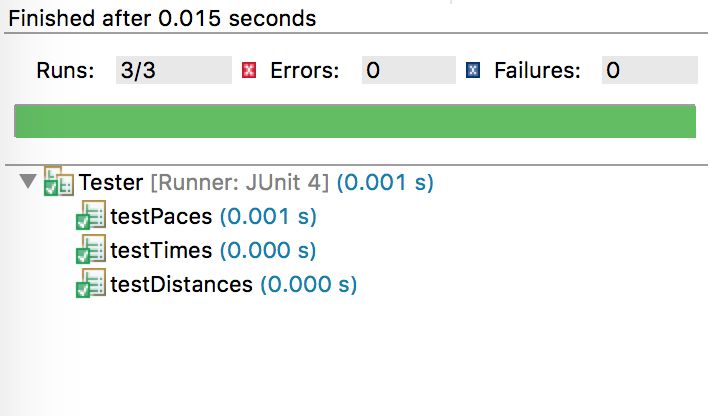 Finished after 0.015 seconds
Runs: 3/3 Errors: 0 Failures: 0
Tester [Runner: JUnit 4] (0.001 s)
testPaces (0.001 s)
testTimes (0.000 s)
testDistances (0.000 s)